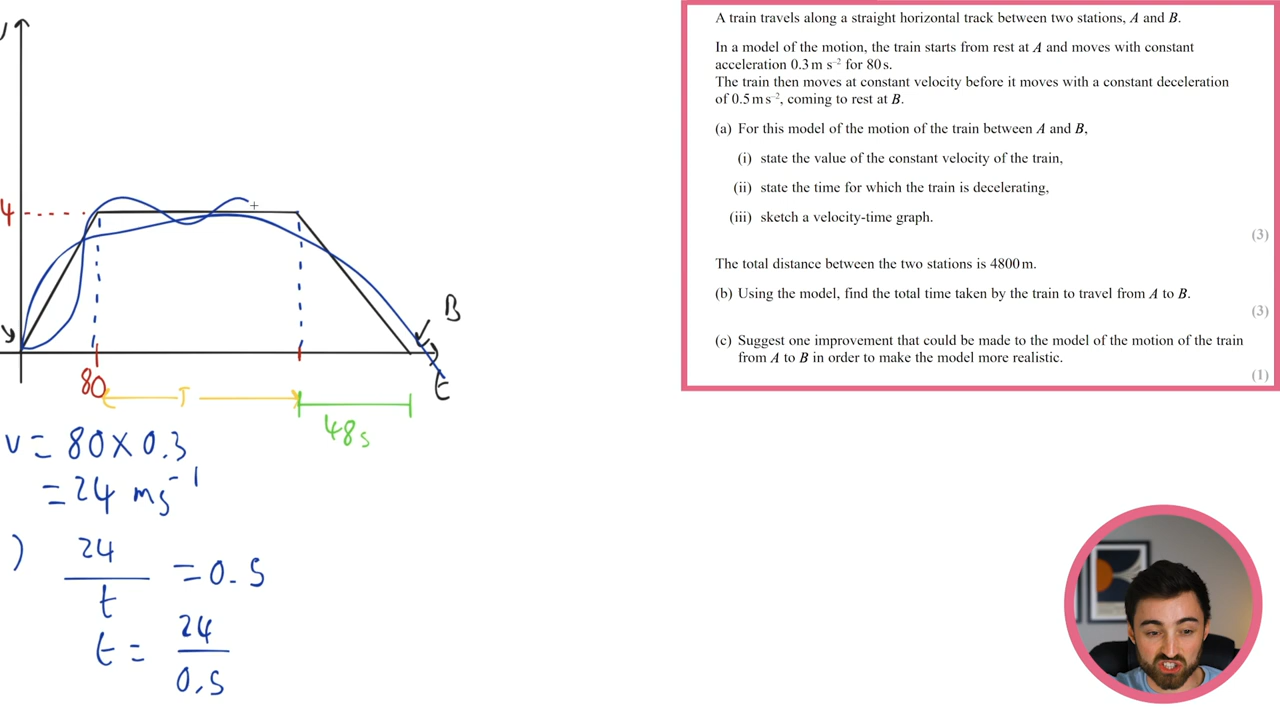 A train travels along a straight horizontal track between two stations, A and B.
In a model of the motion, the train starts from rest at A and moves with constant
acceleration 0.3 m s⁻² for 80 s.
The train then moves at constant velocity before it moves with a constant deceleration
of 0.5 m s⁻², coming to rest at B.
(a) For this model of the motion of the train between A and B,
(i) state the value of the constant velocity of the train,
(ii) state the time for which the train is decelerating,
(iii) sketch a velocity-time graph.
(3)
The total distance between the two stations is 4800 m.
(b) Using the model, find the total time taken by the train to travel from A to B.
(3)
(c) Suggest one improvement that could be made to the model of the motion of the train
from A to B in order to make the model more realistic.
(1)
4
B
80
T
t
48s
v = 80 × 0.3
= 24 ms⁻¹
) 24
/ t = 0.5
t = 24
/ 0.5